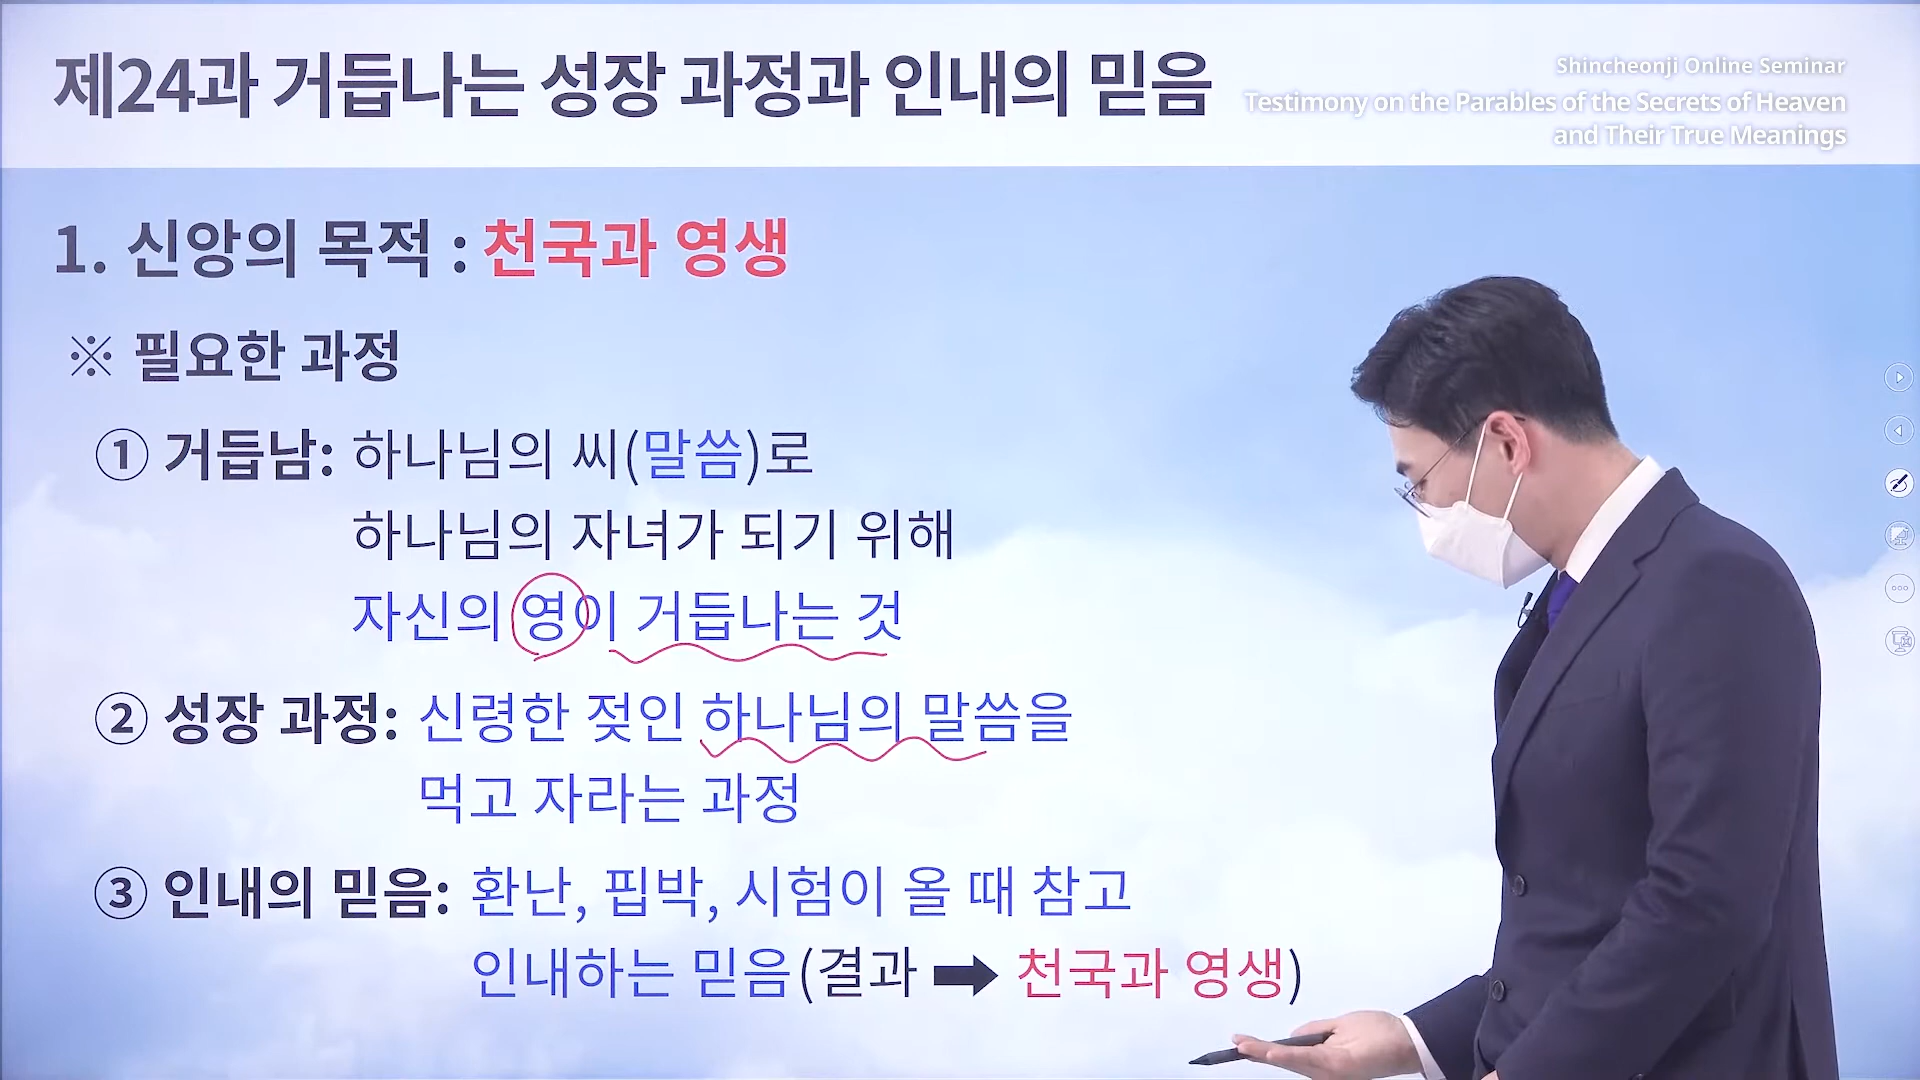 제24과 거듭나는 성장 과정과 인내의 믿음
Shincheonji Online Seminar
Testimony on the Parables of the Secrets of Heaven
and Their True Meanings
1. 신앙의 목적 : 천국과 영생
※ 필요한 과정
① 거듭남: 하나님의 씨(말씀)로
하나님의 자녀가 되기 위해
자신의 영이 거듭나는 것
② 성장 과정: 신령한 젖인 하나님의 말씀을
먹고 자라는 과정
③ 인내의 믿음: 환난, 핍박, 시험이 올 때 참고
인내하는 믿음(결과 ➡ 천국과 영생)